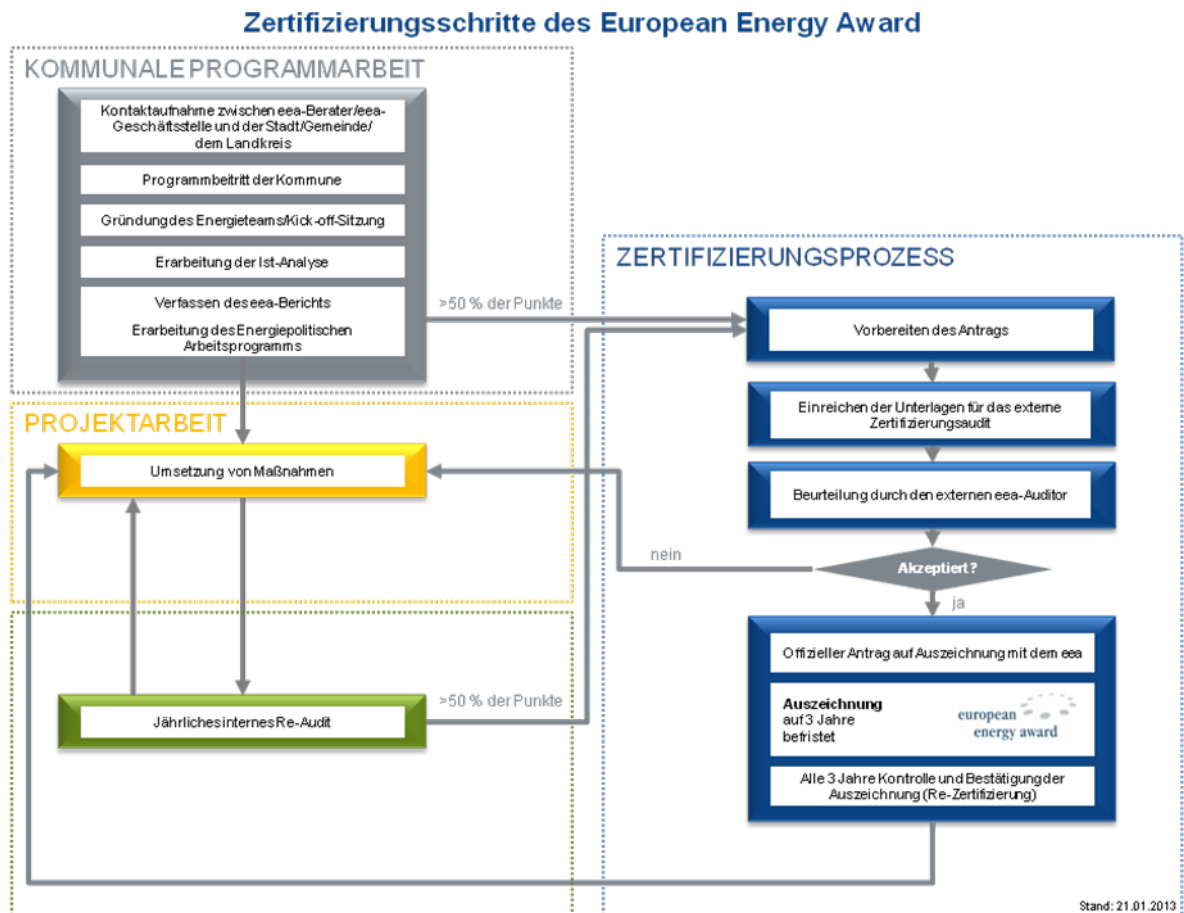 Zertifizierungsschritte des European Energy Award
KOMMUNALE PROGRAMMARBEIT
Kontaktaufnahme zwischen eea-Berater/eea-
Geschäftsstelle und der Stadt/Gemeinde/
dem Landkreis
Programmbeitritt der Kommune
Gründung des Energieteams/Kick-off-Sitzung
Erarbeitung der Ist-Analyse
Verfassen des eea-Berichts
Erarbeitung des Energiepolitischen
Arbeitsprogramms
>50 % der Punkte
PROJEKTARBEIT
Umsetzung von Maßnahmen
Jährliches internes Re-Audit
>50 % der Punkte
ZERTIFIZIERUNGSPROZESS
Vorbereiten des Antrags
Einreichen der Unterlagen für das externe
Zertifizierungsaudit
Beurteilung durch den externen eea-Auditor
Akzeptiert?
nein
ja
Offizieller Antrag auf Auszeichnung mit dem eea
Auszeichnung
auf 3 Jahre
befristet
european
energy award
Alle 3 Jahre Kontrolle und Bestätigung der
Auszeichnung (Re-Zertifizierung)
Stand: 21.01.2013